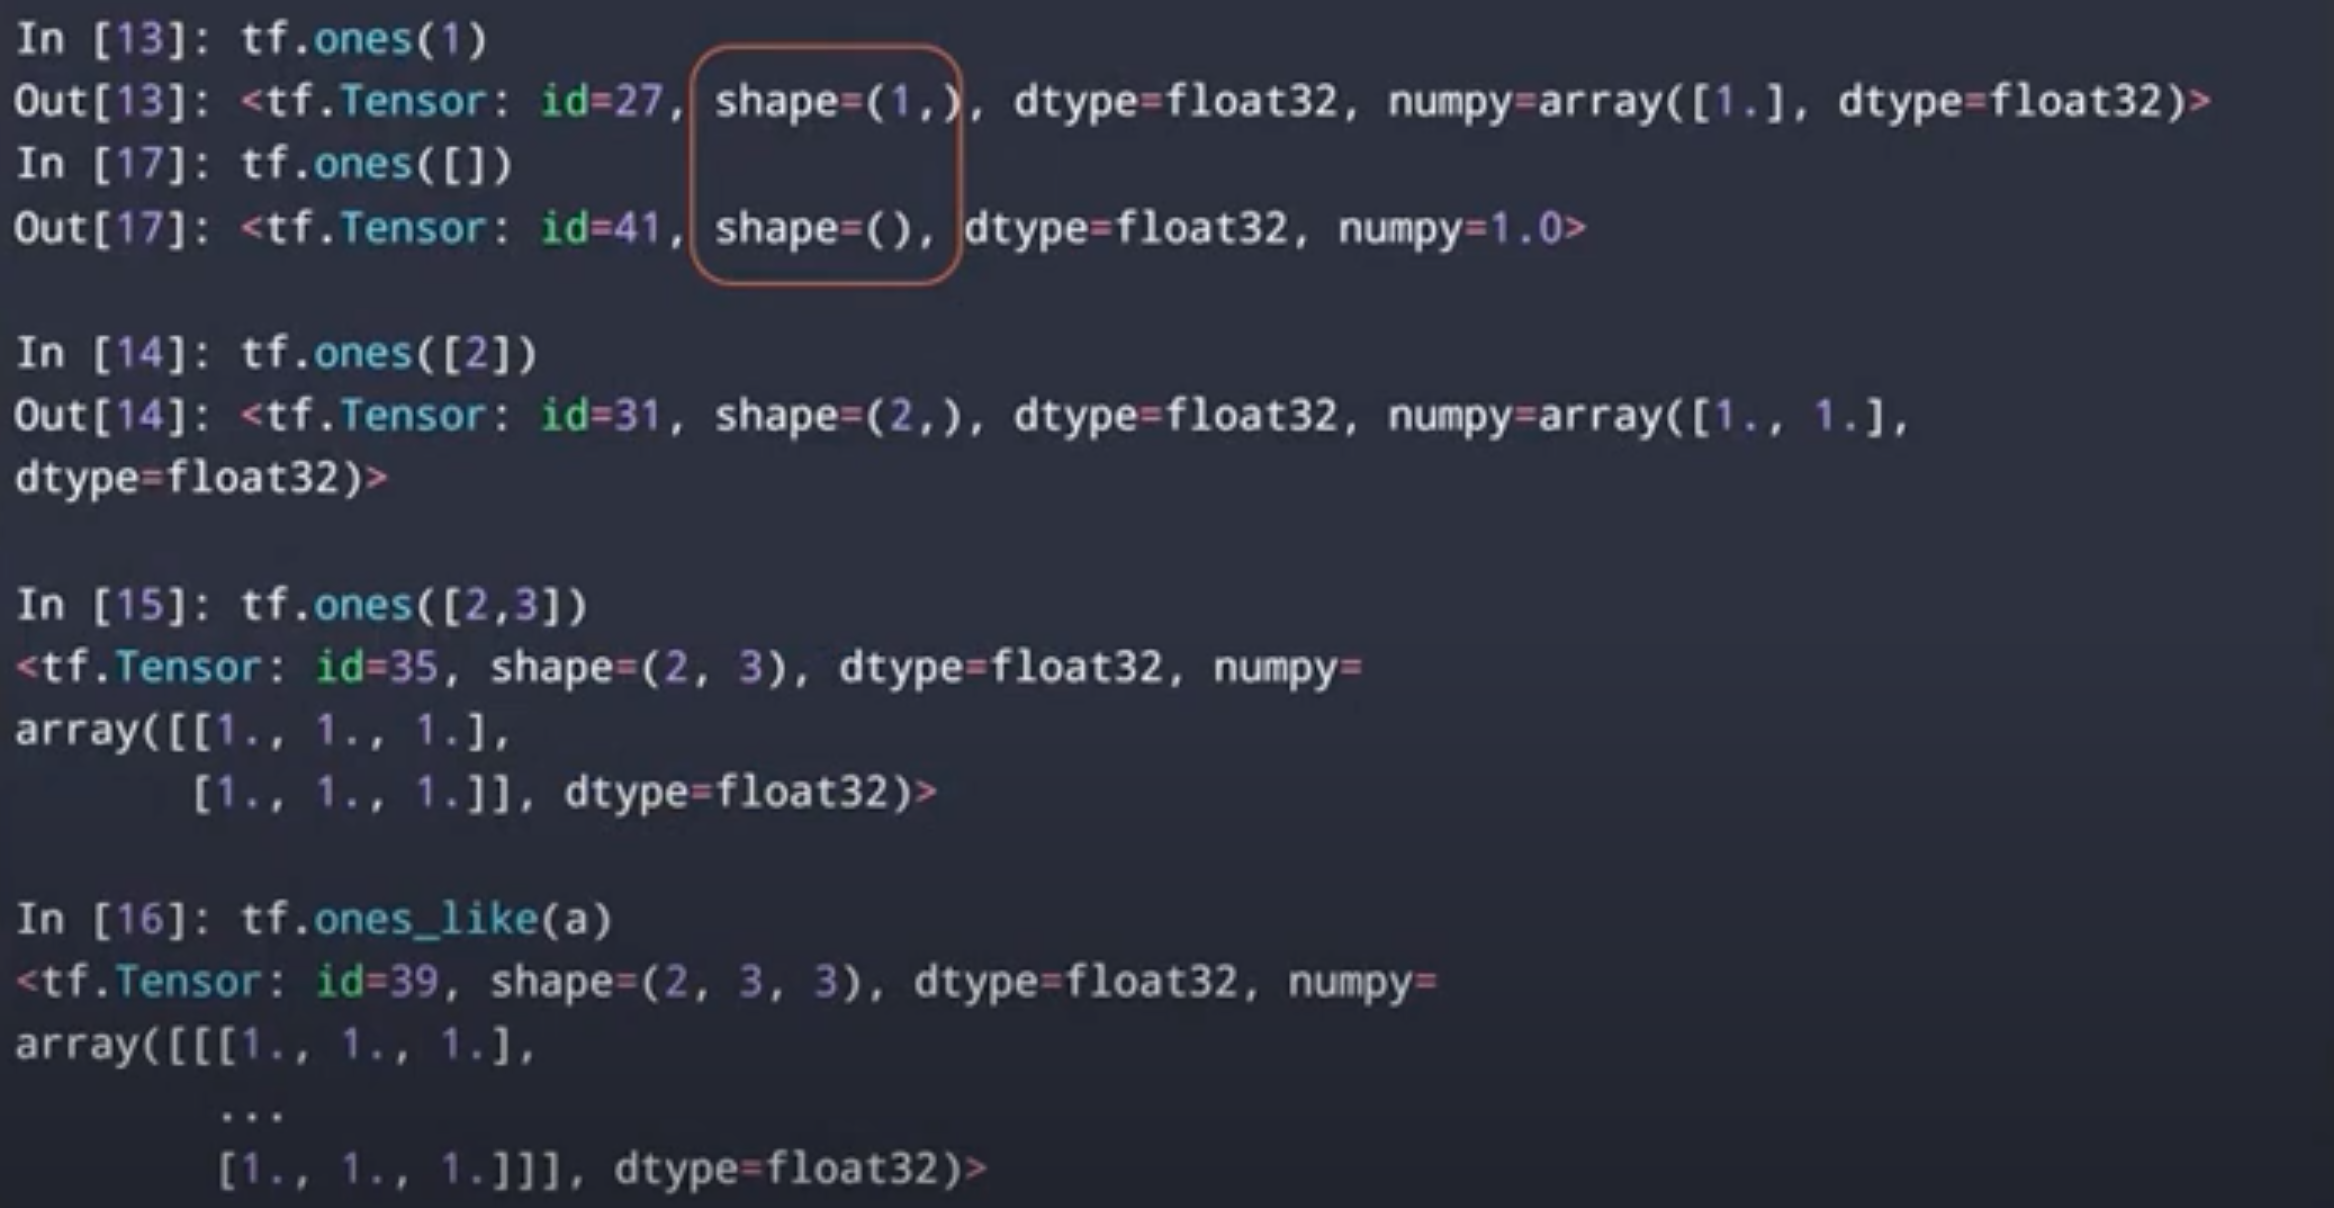 In [13]: tf.ones(1)
Out[13]: <tf.Tensor: id=27, shape=(1,), dtype=float32, numpy=array([1.], dtype=float32)>
In [17]: tf.ones([])
Out[17]: <tf.Tensor: id=41, shape=(), dtype=float32, numpy=1.0>
In [14]: tf.ones([2])
Out[14]: <tf.Tensor: id=31, shape=(2,), dtype=float32, numpy=array([1., 1.],
dtype=float32)>
In [15]: tf.ones([2,3])
<tf.Tensor: id=35, shape=(2, 3), dtype=float32, numpy=
array([[1., 1., 1.],
       [1., 1., 1.]], dtype=float32)>
In [16]: tf.ones_like(a)
<tf.Tensor: id=39, shape=(2, 3, 3), dtype=float32, numpy=
array([[[1., 1., 1.],
        ...
        [1., 1., 1.]]], dtype=float32)>